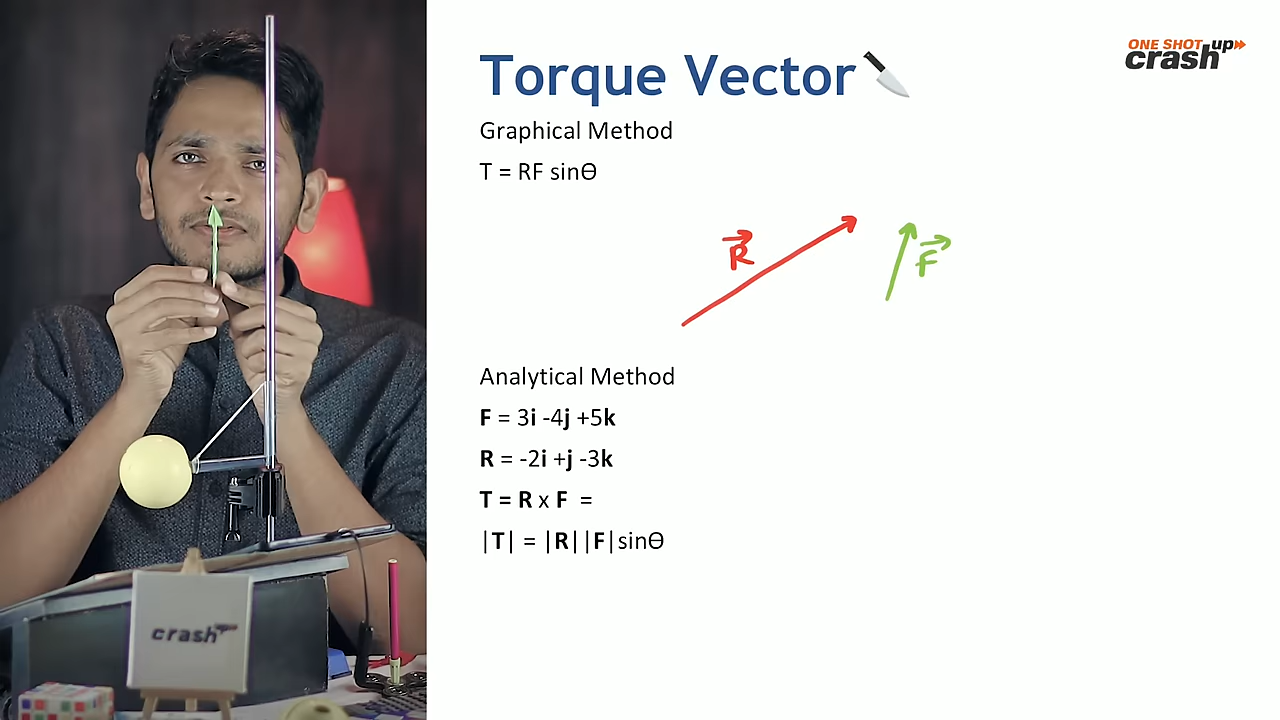 Torque Vector
ONE SHOT
crash up
Graphical Method
T = RF sinϴ
R⃗
F⃗
Analytical Method
F = 3i -4j +5k
R = -2i +j -3k
T = R x F =
|T| = |R||F|sinϴ
crash